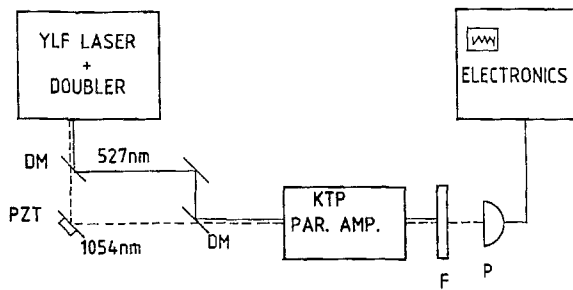 YLF LASER
+
DOUBLER
ELECTRONICS
DM
527nm
PZT
1054nm
DM
KTP
PAR. AMP.
F
P